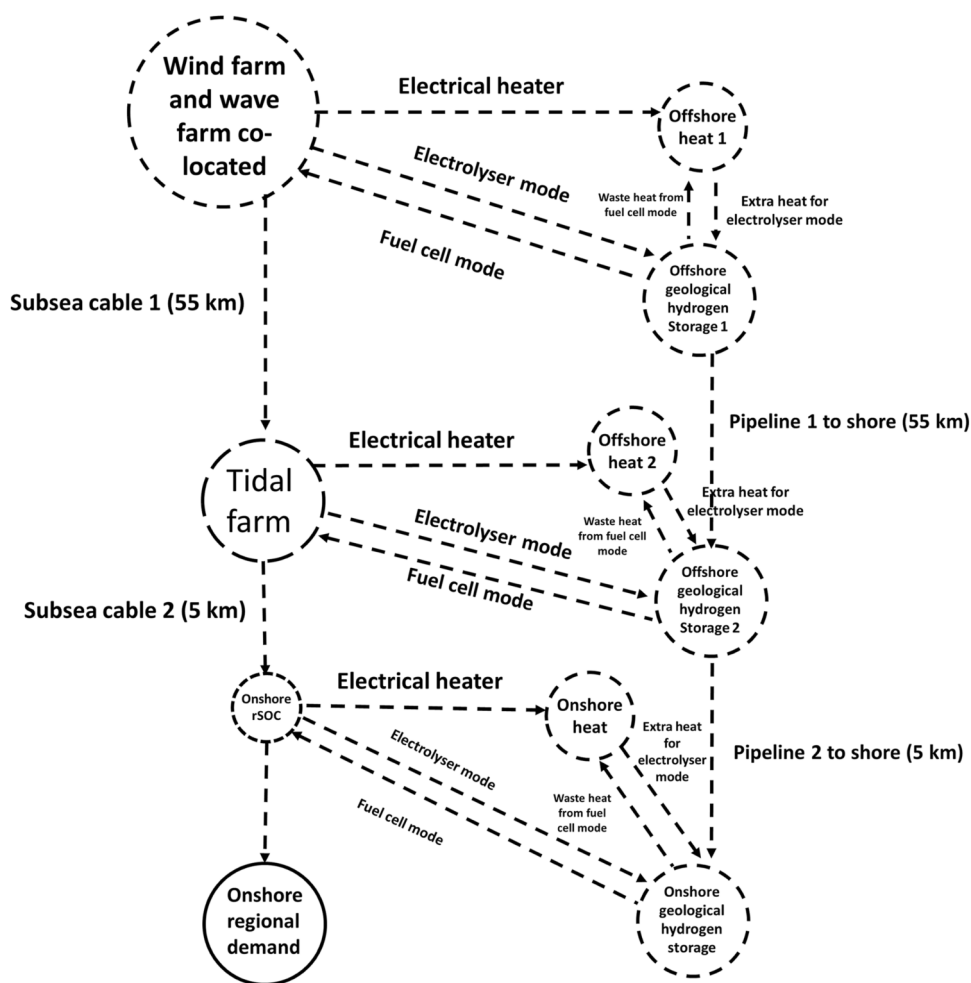 Wind farm
and wave
farm co-
located
Electrical heater
Offshore
heat 1
Electrolyser mode
Fuel cell mode
Waste heat from
fuel cell mode
Extra heat for
electrolyser mode
Offshore
geological
hydrogen
Storage 1
Subsea cable 1 (55 km)
Pipeline 1 to shore (55 km)
Electrical heater
Offshore
heat 2
Tidal
farm
Extra heat for
electrolyser mode
Electrolyser mode
Fuel cell mode
Waste heat
from fuel cell
mode
Offshore
geological
hydrogen
Storage 2
Subsea cable 2 (5 km)
Electrical heater
Onshore
rSOC
Onshore
heat
Extra heat
for
electrolyser
mode
Pipeline 2 to shore (5 km)
Electrolyser mode
Fuel cell mode
Waste heat
from fuel
cell mode
Onshore
regional
demand
Onshore
geological
hydrogen
storage